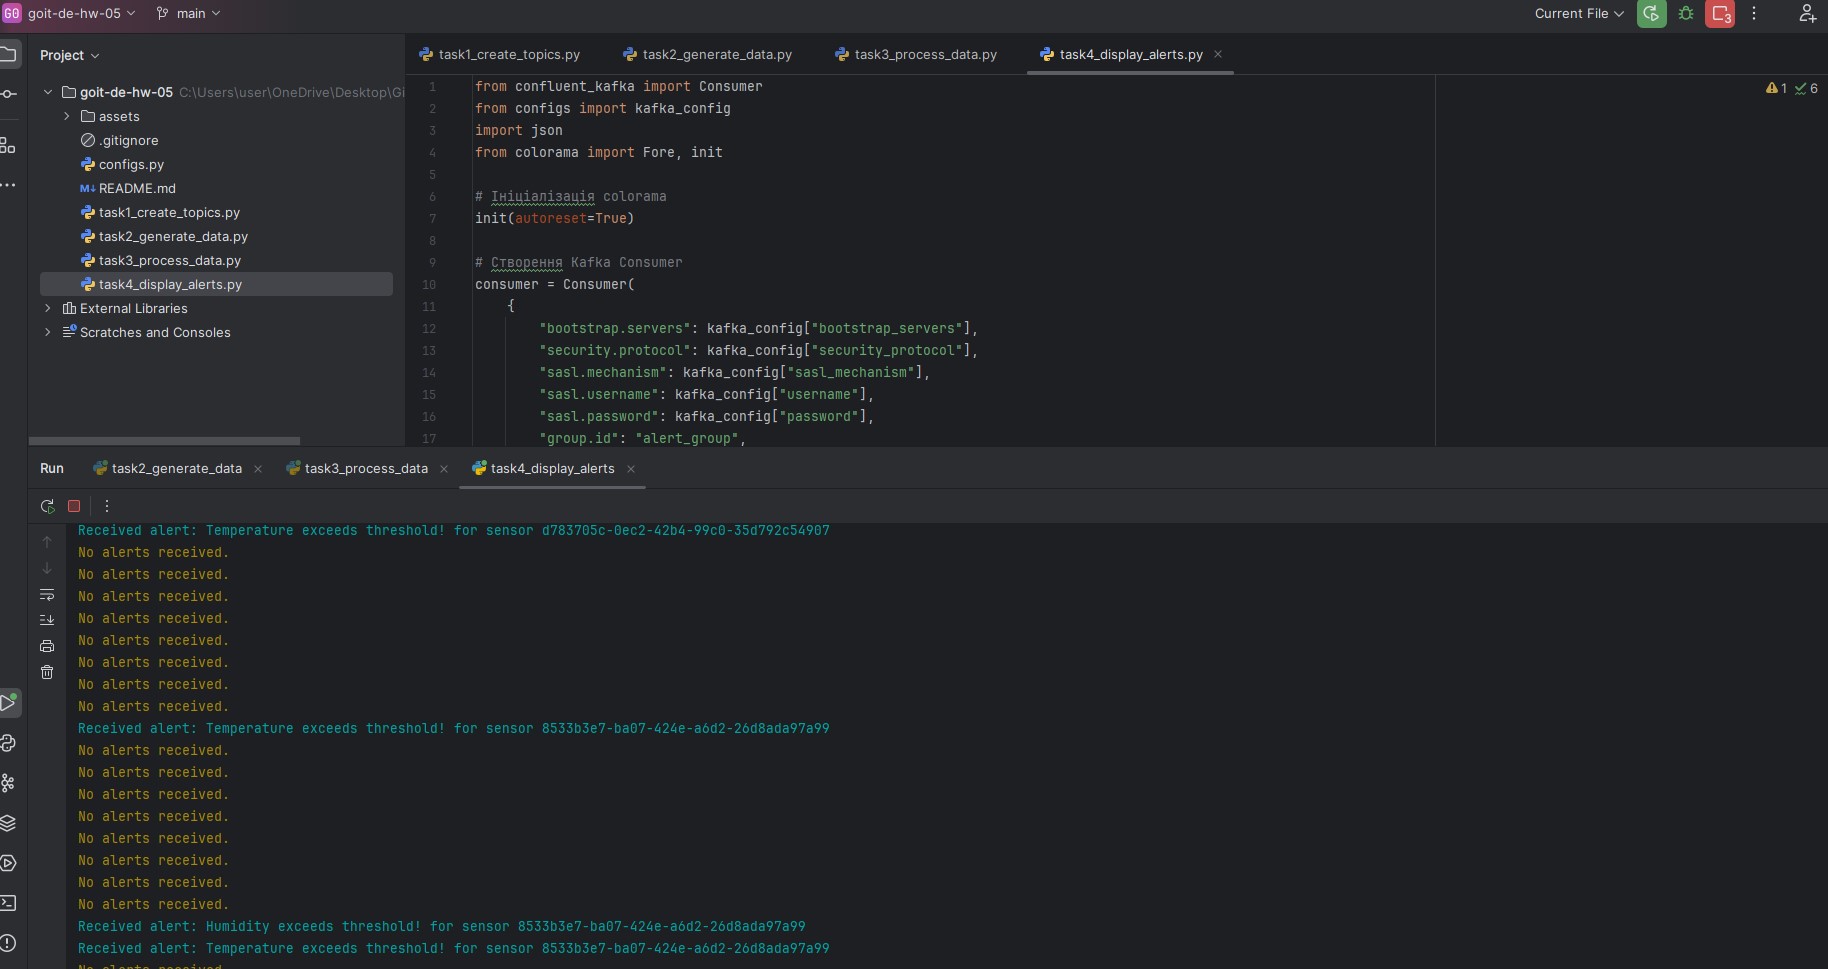 G0 goit-de-hw-05 main Current File 3
Project
goit-de-hw-05 C:\Users\user\OneDrive\Desktop\Gi
assets
.gitignore
configs.py
M↓ README.md
task1_create_topics.py
task2_generate_data.py
task3_process_data.py
task4_display_alerts.py
External Libraries
Scratches and Consoles
task1_create_topics.py task2_generate_data.py task3_process_data.py task4_display_alerts.py
1 6
1 from confluent_kafka import Consumer
2 from configs import kafka_config
3 import json
4 from colorama import Fore, init
5
6 # Ініціалізація colorama
7 init(autoreset=True)
8
9 # Створення Kafka Consumer
10 consumer = Consumer(
11 {
12 "bootstrap.servers": kafka_config["bootstrap_servers"],
13 "security.protocol": kafka_config["security_protocol"],
14 "sasl.mechanism": kafka_config["sasl_mechanism"],
15 "sasl.username": kafka_config["username"],
16 "sasl.password": kafka_config["password"],
17 "group.id": "alert_group",
Run task2_generate_data task3_process_data task4_display_alerts
Received alert: Temperature exceeds threshold! for sensor d783705c-0ec2-42b4-99c0-35d792c54907
No alerts received.
No alerts received.
No alerts received.
No alerts received.
No alerts received.
No alerts received.
No alerts received.
No alerts received.
Received alert: Temperature exceeds threshold! for sensor 8533b3e7-ba07-424e-a6d2-26d8ada97a99
No alerts received.
No alerts received.
No alerts received.
No alerts received.
No alerts received.
No alerts received.
No alerts received.
No alerts received.
Received alert: Humidity exceeds threshold! for sensor 8533b3e7-ba07-424e-a6d2-26d8ada97a99
Received alert: Temperature exceeds threshold! for sensor 8533b3e7-ba07-424e-a6d2-26d8ada97a99
No alerts received.